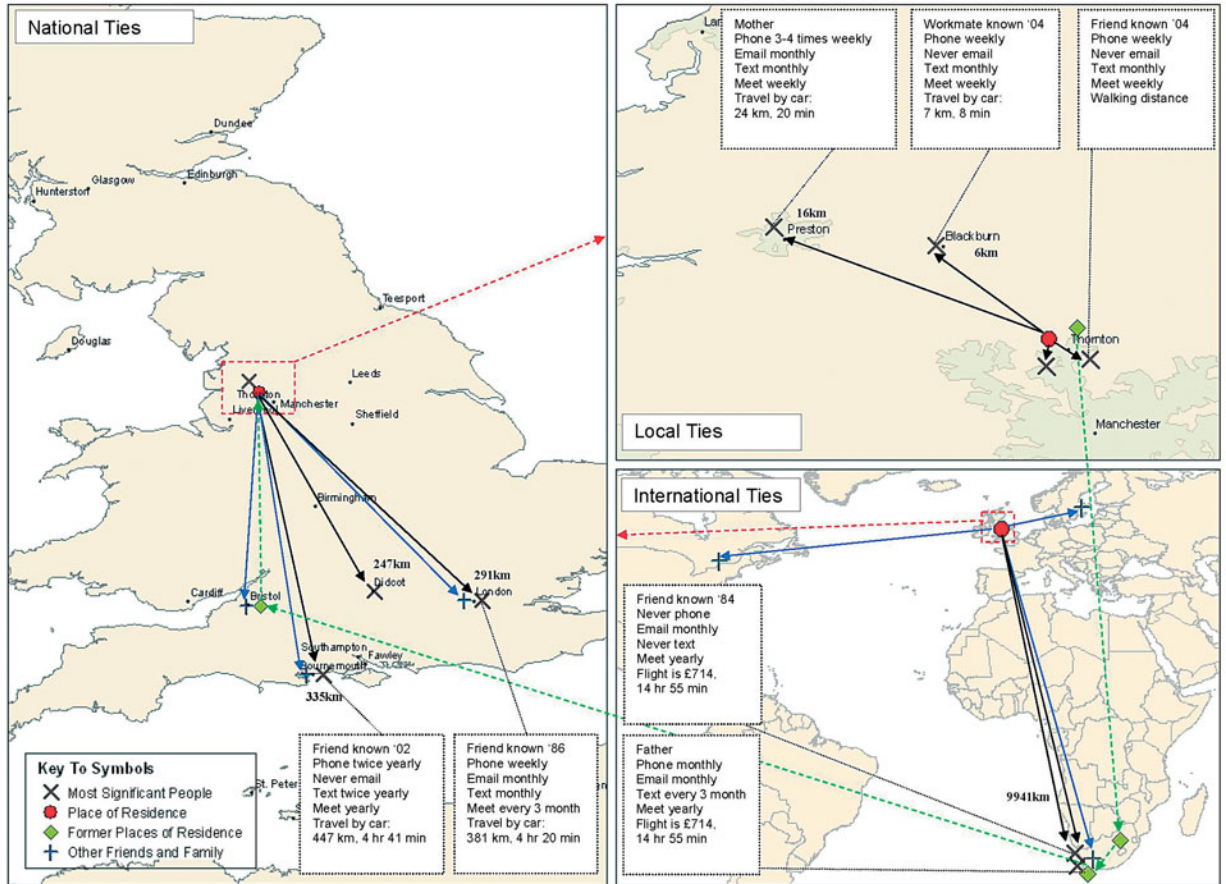 National Ties
Dundee
Edinburgh
Glasgow
Hunterston
Teesport
Douglas
Leeds
Thornton
Manchester
Liverpool
Sheffield
Birmingham
247km
Didcot
291km
London
Cardiff
Bristol
Southampton
Fawley
Bournemouth
335km
Key To Symbols
Most Significant People
Place of Residence
Former Places of Residence
Other Friends and Family
St. Peter
Friend known ‘02
Phone twice yearly
Never email
Text twice yearly
Meet yearly
Travel by car:
447 km, 4 hr 41 min
Friend known ‘86
Phone weekly
Email monthly
Text monthly
Meet every 3 month
Travel by car:
381 km, 4 hr 20 min
Mother
Phone 3-4 times weekly
Email monthly
Text monthly
Meet weekly
Travel by car:
24 km, 20 min
Workmate known ‘04
Phone weekly
Never email
Text monthly
Meet weekly
Travel by car:
7 km, 8 min
Friend known ‘04
Phone weekly
Never email
Text monthly
Meet weekly
Walking distance
16km
Preston
Blackburn
6km
Thornton
Manchester
Local Ties
International Ties
Friend known ‘84
Never phone
Email monthly
Never text
Meet yearly
Flight is £714,
14 hr 55 min
Father
Phone monthly
Email monthly
Text every 3 month
Meet yearly
Flight is £714,
14 hr 55 min
9941km